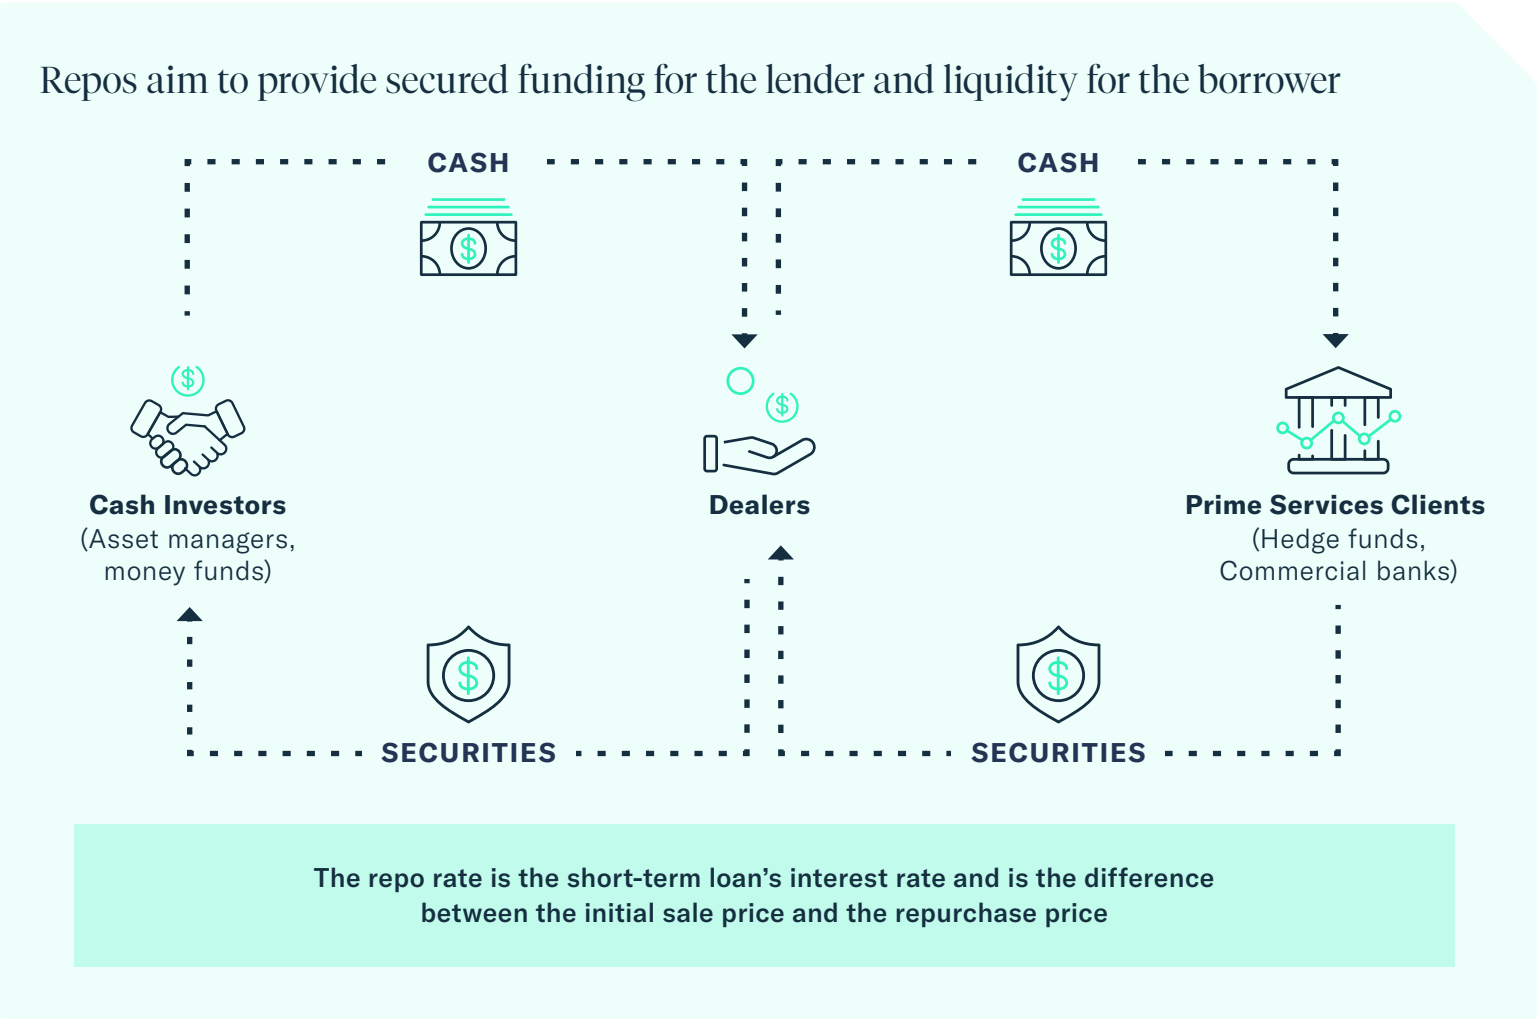 Repos aim to provide secured funding for the lender and liquidity for the borrower
CASH
CASH
$
$
$
$
Cash Investors
(Asset managers,
money funds)
Dealers
Prime Services Clients
(Hedge funds,
Commercial banks)
$
$
SECURITIES
SECURITIES
The repo rate is the short-term loan’s interest rate and is the difference
between the initial sale price and the repurchase price